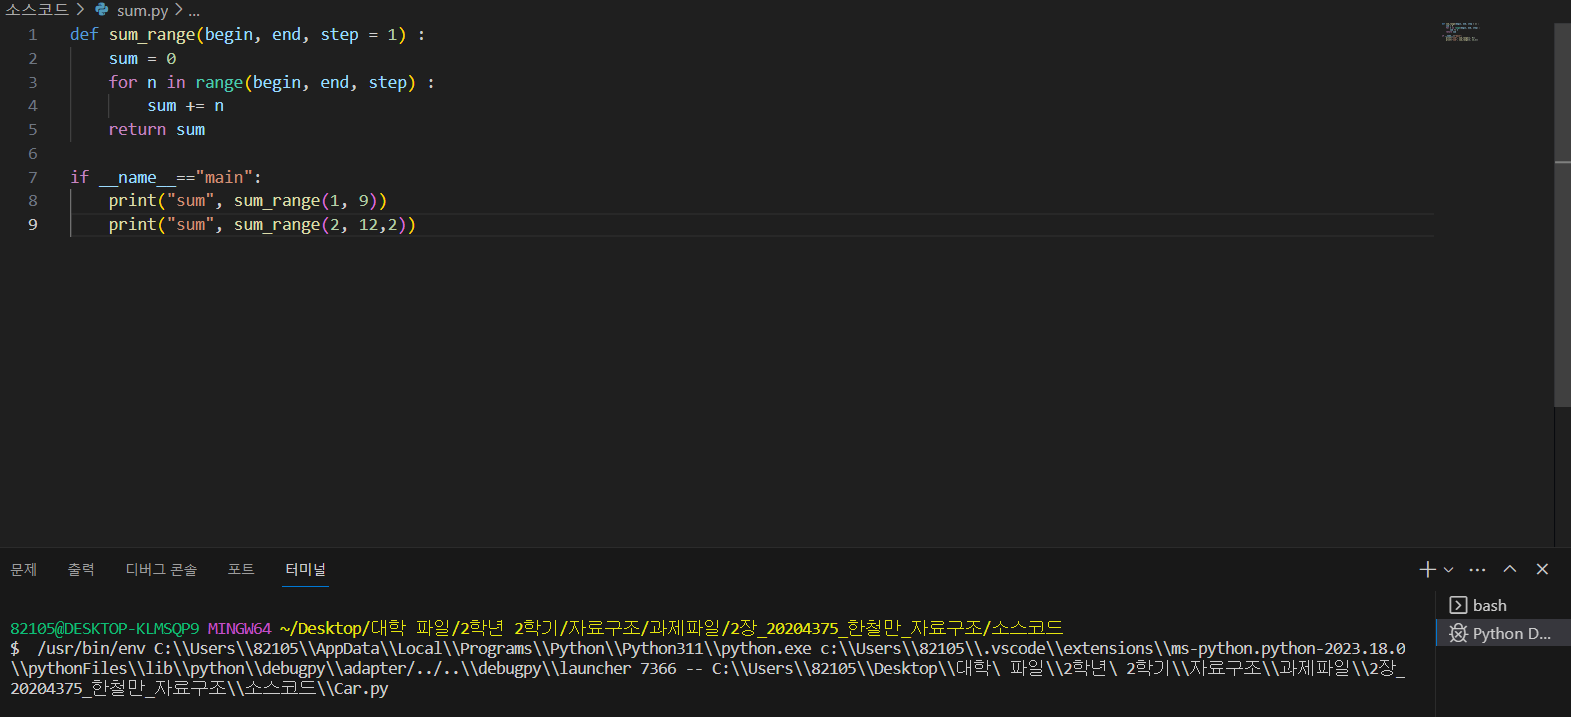 소스코드 > sum.py > ...
1 def sum_range(begin, end, step = 1) :
2     sum = 0
3     for n in range(begin, end, step) :
4         sum += n
5     return sum
6
7 if __name__=="main":
8     print("sum", sum_range(1, 9))
9     print("sum", sum_range(2, 12,2))
문제 출력 디버그 콘솔 포트 터미널
bash
Python D...
82105@DESKTOP-KLMSQP9 MINGW64 ~/Desktop/대학 파일/2학년 2학기/자료구조/과제파일/2장_20204375_한철만_자료구조/소스코드
$  /usr/bin/env C:\\Users\\82105\\AppData\\Local\\Programs\\Python\\Python311\\python.exe c:\\Users\\82105\\.vscode\\extensions\\ms-python.python-2023.18.0
\\pythonFiles\\lib\\python\\debugpy\\adapter/../..\\debugpy\\launcher 7366 -- C:\\Users\\82105\\Desktop\\대학\ 파일\\2학년\ 2학기\\자료구조\\과제파일\\2장_
20204375_한철만_자료구조\\소스코드\\Car.py